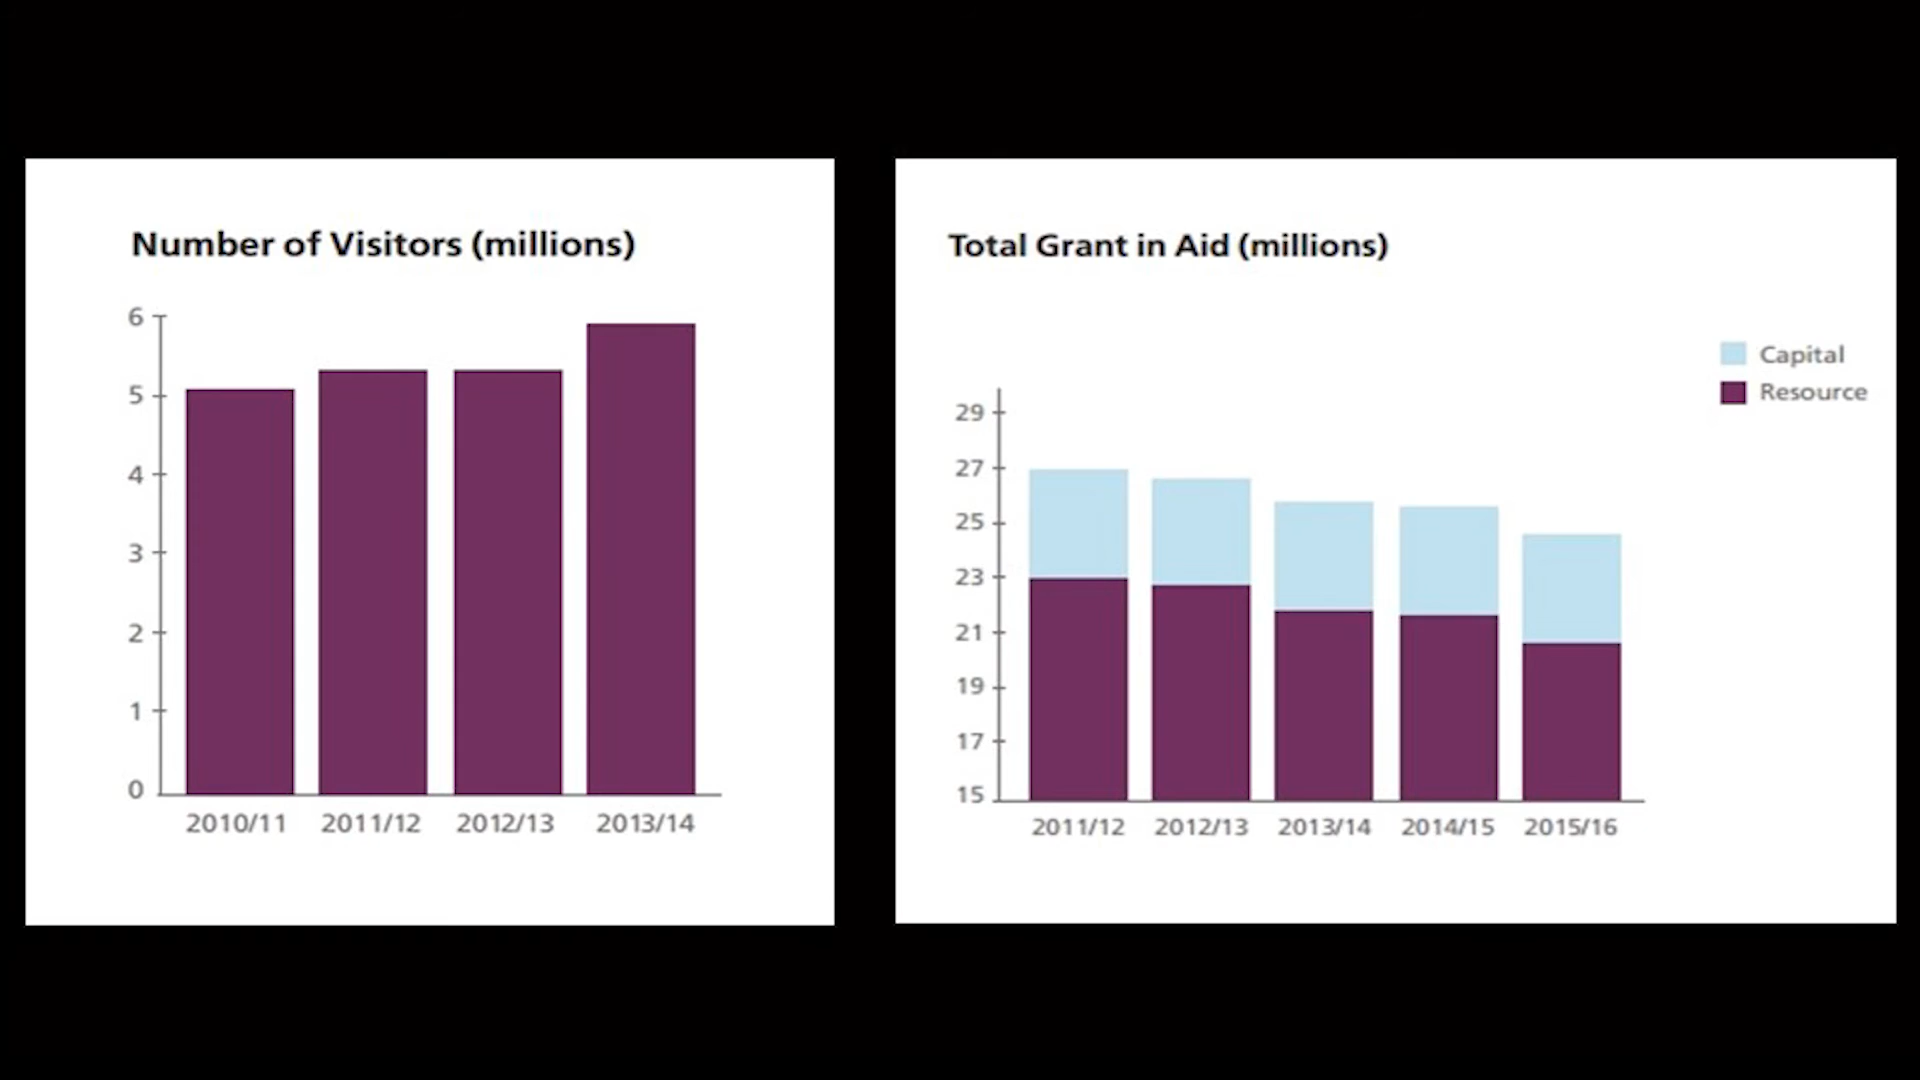 Number of Visitors (millions)
6
5
4
3
2
1
0
2010/11 2011/12 2012/13 2013/14
Total Grant in Aid (millions)
Capital
Resource
29
27
25
23
21
19
17
15
2011/12 2012/13 2013/14 2014/15 2015/16